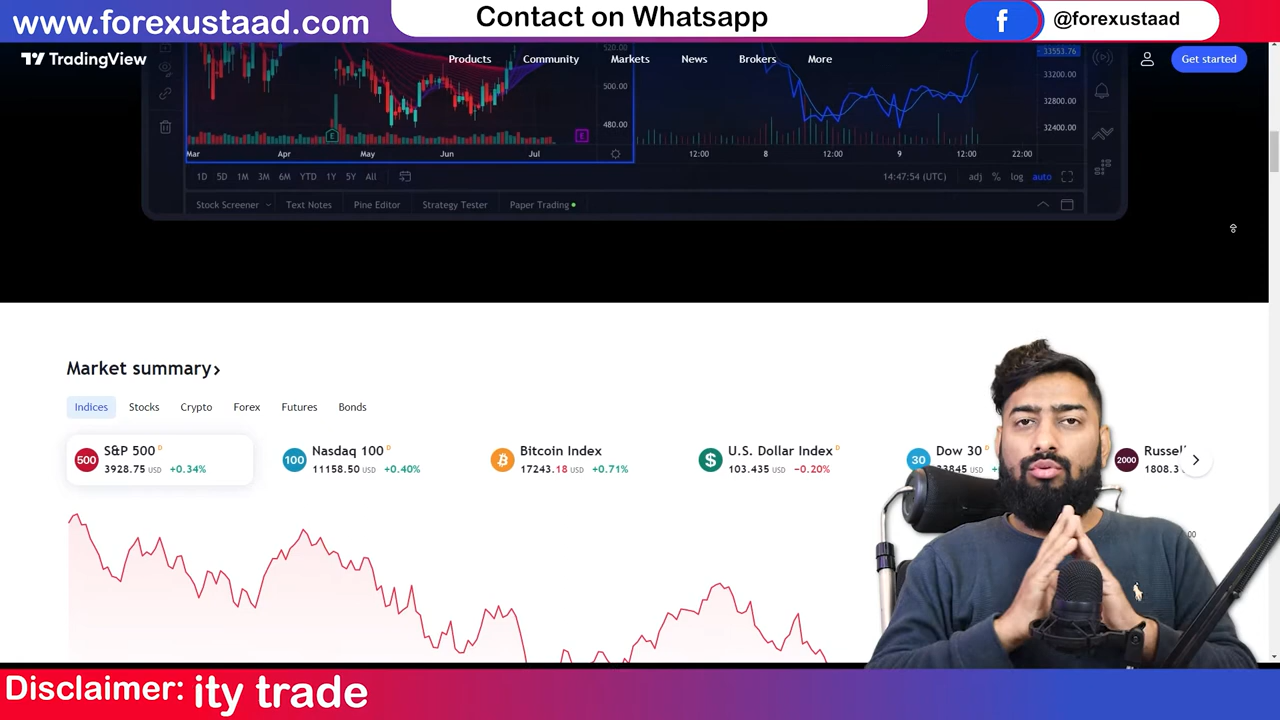 www.forexustaad.com
Contact on Whatsapp
f @forexustaad
TradingView
Products Community Markets News Brokers More
Get started
520.00
500.00
480.00
E
E
33553.76
33200.00
32800.00
32400.00
Mar Apr May Jun Jul
12:00 8 12:00 9 12:00 22:00
1D 5D 1M 3M 6M YTD 1Y 5Y All
14:47:54 (UTC) adj % log auto
Stock Screener Text Notes Pine Editor Strategy Tester Paper Trading
Market summary
Indices Stocks Crypto Forex Futures Bonds
500 S&P 500 D
3928.75 USD +0.34%
100 Nasdaq 100 D
11158.50 USD +0.40%
Bitcoin Index
17243.18 USD +0.71%
$ U.S. Dollar Index D
103.435 USD −0.20%
30 Dow 30 D
33845
2000
1808.3
Disclaimer: ity trade